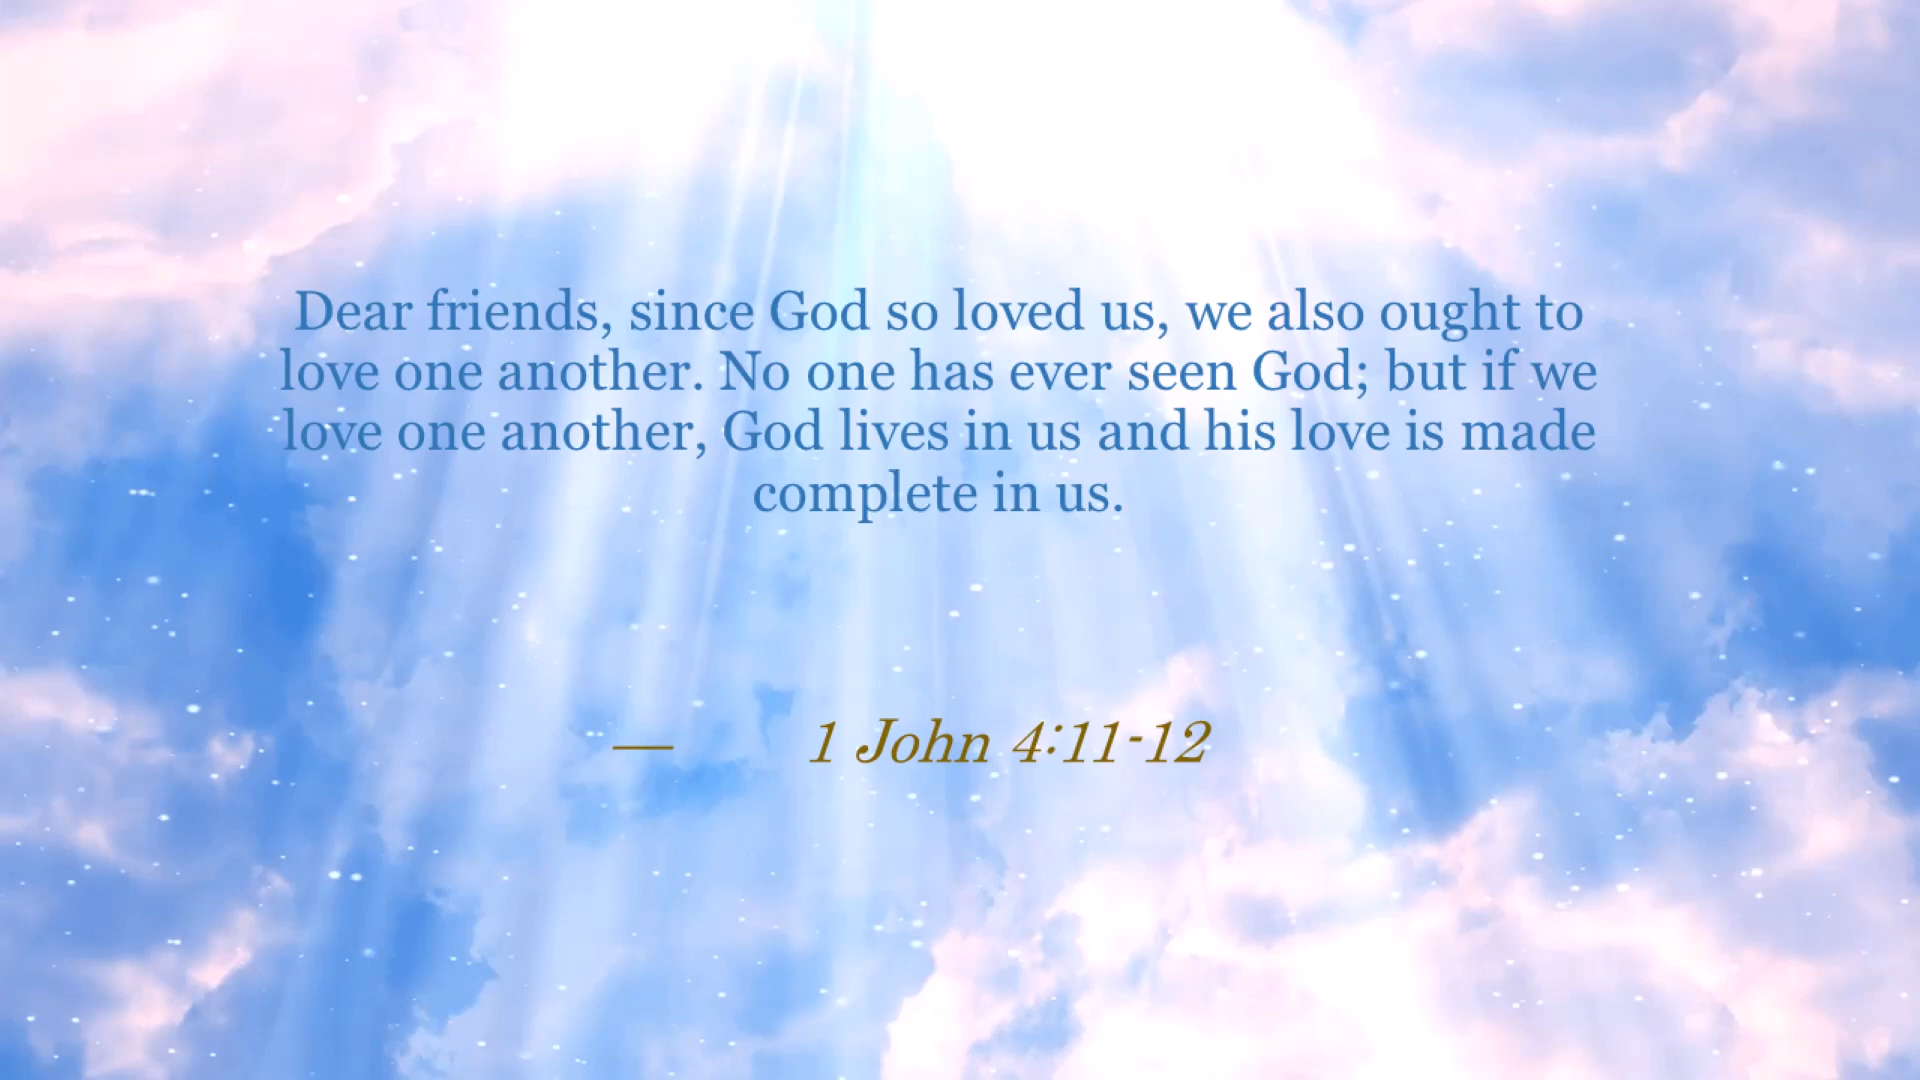 Dear friends, since God so loved us, we also ought to
love one another. No one has ever seen God; but if we
love one another, God lives in us and his love is made
complete in us.
— 1 John 4:11-12